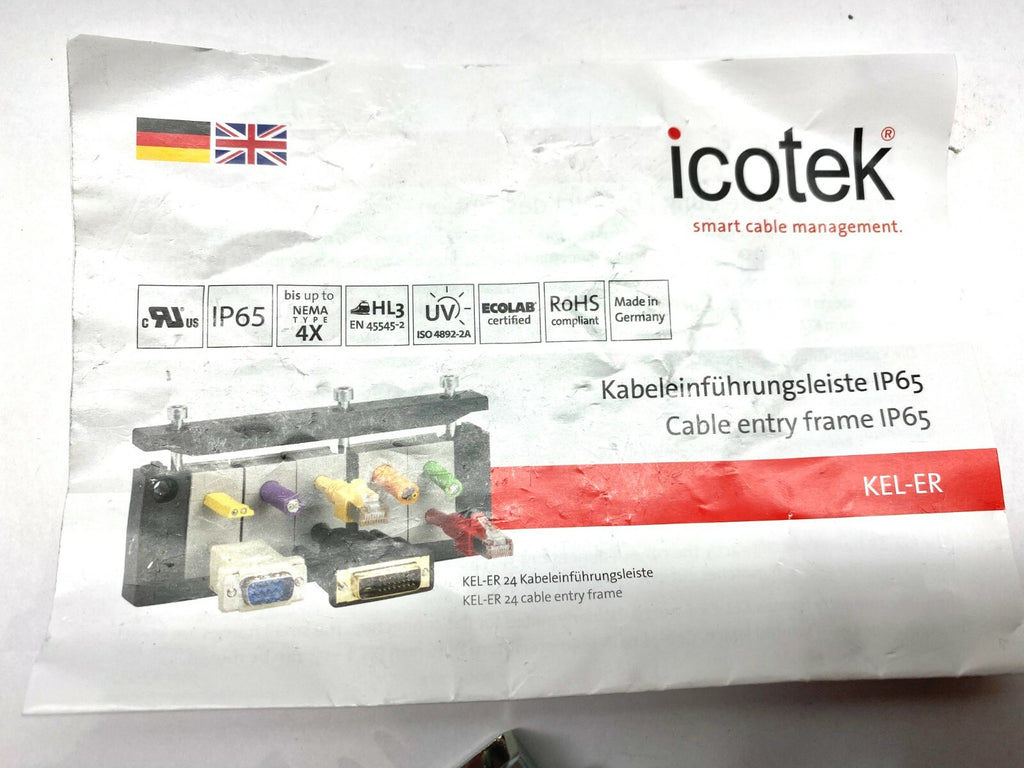 icotek®
smart cable management.
cRUus
IP65
bis up to
NEMA
TYPE
4X
HL3
EN 45545-2
UV
ISO 4892-2A
ECOLAB®
certified
RoHS
compliant
Made in
Germany
Kabeleinführungsleiste IP65
Cable entry frame IP65
KEL-ER
KEL-ER 24 Kabeleinführungsleiste
KEL-ER 24 cable entry frame